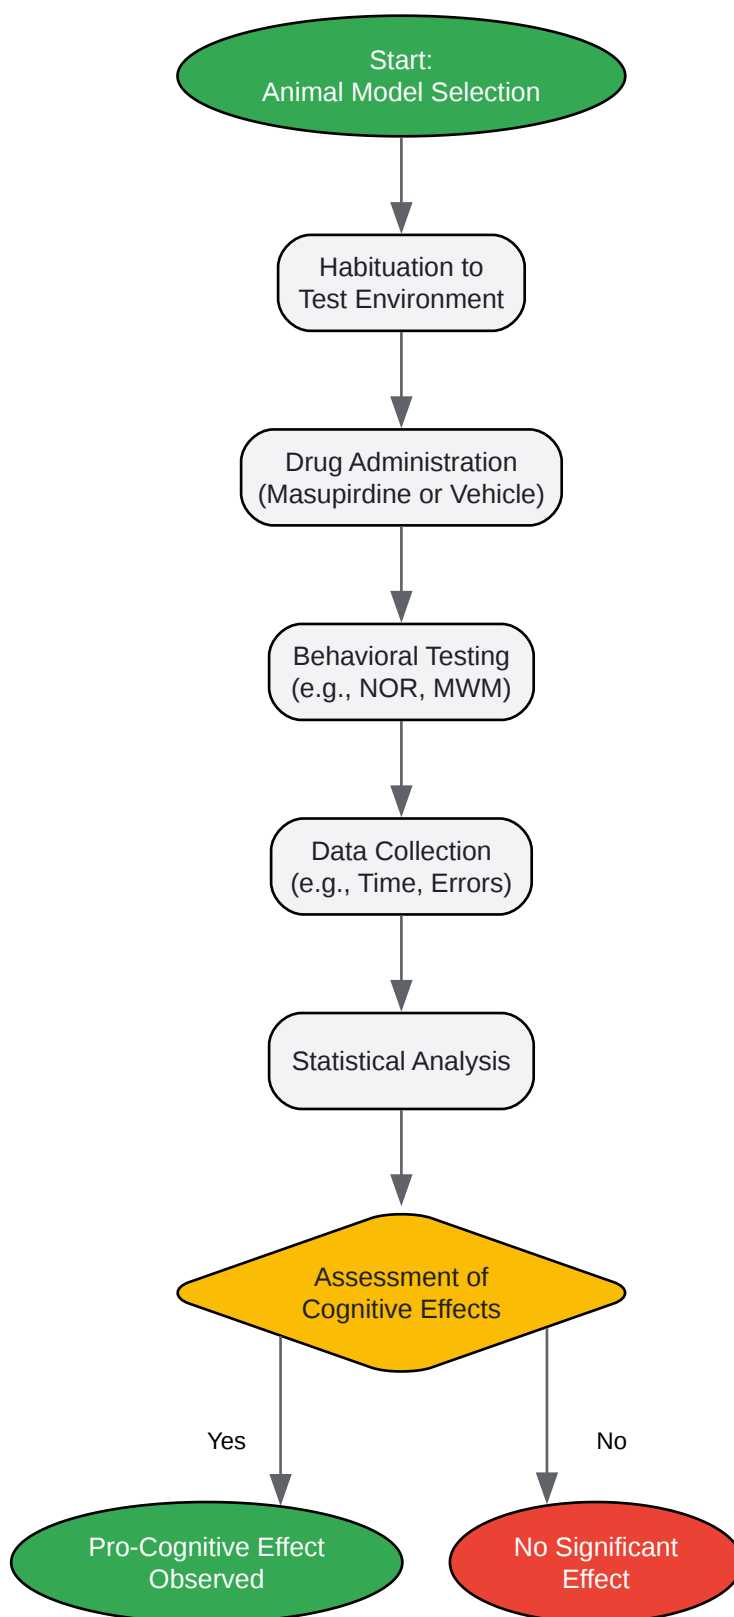 Start:
Animal Model Selection
Habituation to
Test Environment
Drug Administration
(Masupirdine or Vehicle)
Behavioral Testing
(e.g., NOR, MWM)
Data Collection
(e.g., Time, Errors)
Statistical Analysis
Assessment of
Cognitive Effects
Yes
No
Pro-Cognitive Effect
Observed
No Significant
Effect